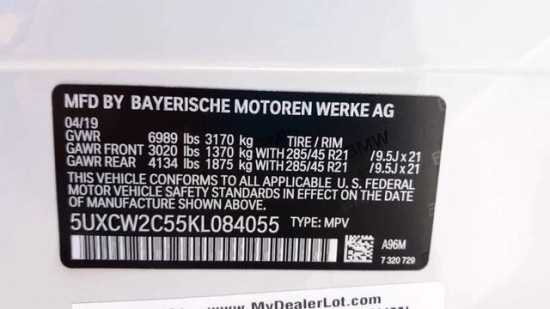 MFD BY BAYERISCHE MOTOREN WERKE AG
04/19
GVWR 6989 lbs 3170 kg TIRE / RIM
GAWR FRONT 3020 lbs 1370 kg WITH 285/45 R21 /9.5J x 21
GAWR REAR 4134 lbs 1875 kg WITH 285/45 R21 /9.5J x 21
THIS VEHICLE CONFORMS TO ALL APPLICABLE U.S. FEDERAL
MOTOR VEHICLE SAFETY STANDARDS IN EFFECT ON THE DATE
OF MANUFACTURE SHOWN ABOVE.
5UXCW2C55KL084055 TYPE: MPV
A96M
7 320 729
www.MyDealerLot.com